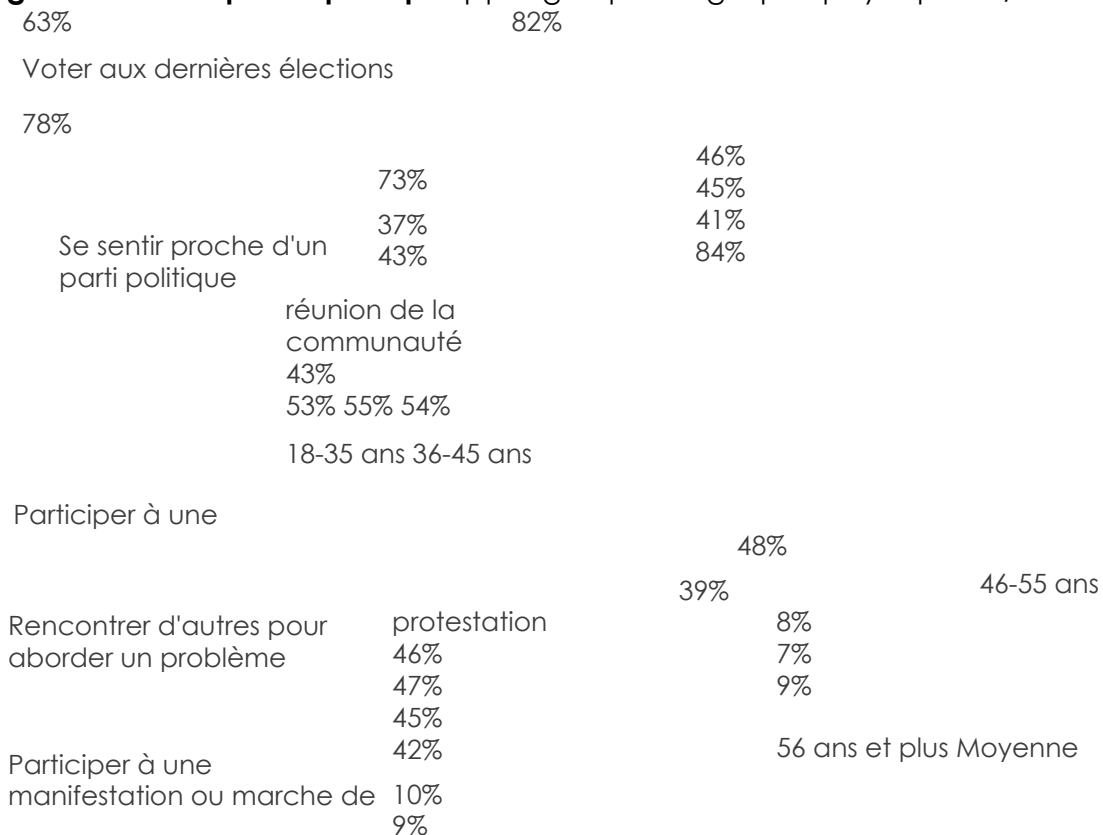 63% 82%
Voter aux dernières élections
78%
46%
73%
45%
37%
41%
Se sentir proche d'un
43%
84%
parti politique
réunion de la
communauté
43%
53% 55% 54%
18-35 ans 36-45 ans
Participer à une
48%
39%
46-55 ans
Rencontrer d'autres pour
aborder un problème
protestation
46%
47%
45%
42%
8%
7%
9%
56 ans et plus Moyenne
Participer à une
manifestation ou marche de
10%
9%